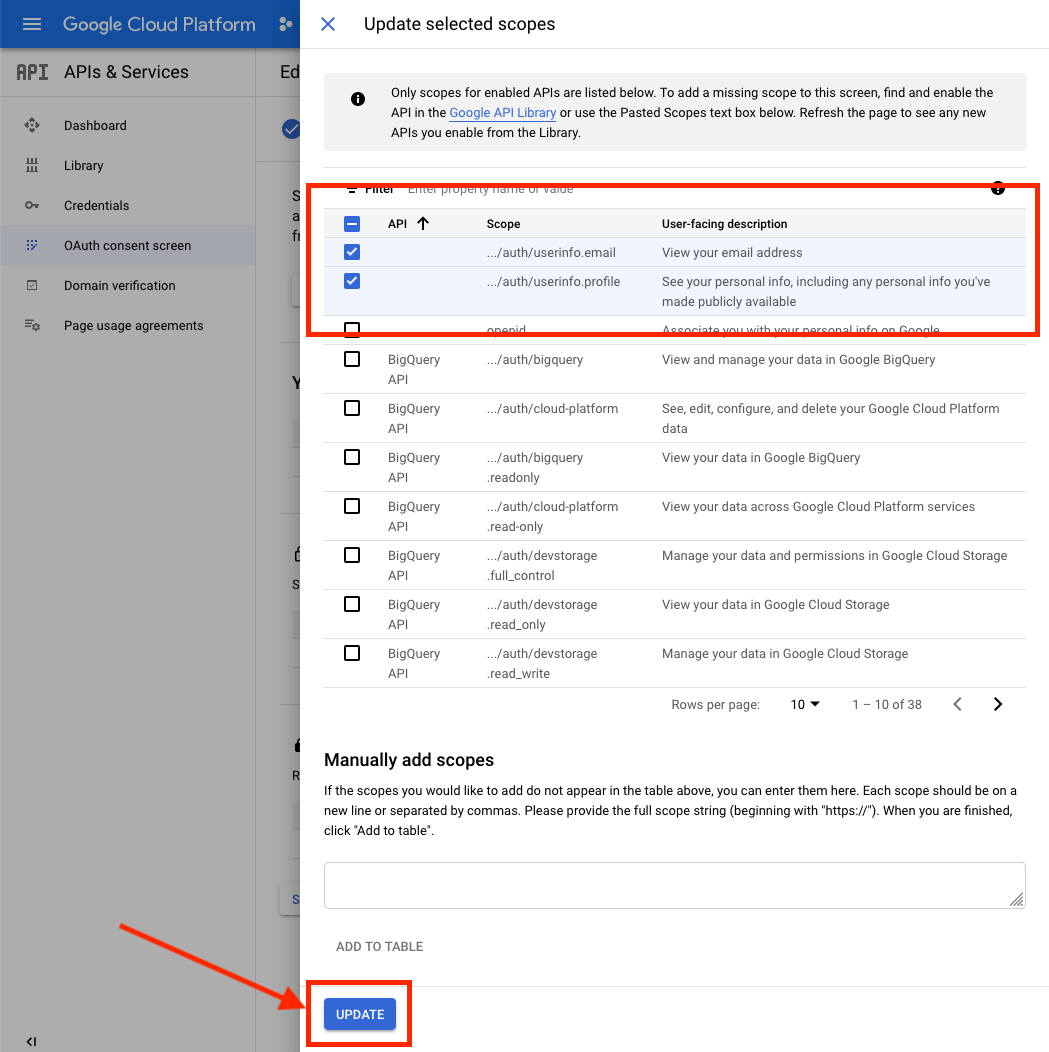 Google Cloud Platform
Update selected scopes
API APIs & Services
Ed
Only scopes for enabled APIs are listed below. To add a missing scope to this screen, find and enable the
API in the Google API Library or use the Pasted Scopes text box below. Refresh the page to see any new
APIs you enable from the Library.
Dashboard
Library
Credentials
OAuth consent screen
Domain verification
Page usage agreements
Filter Enter property name or value
API Scope User-facing description
.../auth/userinfo.email View your email address
.../auth/userinfo.profile See your personal info, including any personal info you've
made publicly available
openid Associate you with your personal info on Google
BigQuery .../auth/bigquery View and manage your data in Google BigQuery
API
BigQuery .../auth/cloud-platform See, edit, configure, and delete your Google Cloud Platform
API data
BigQuery .../auth/bigquery View your data in Google BigQuery
API .readonly
BigQuery .../auth/cloud-platform View your data across Google Cloud Platform services
API .read-only
BigQuery .../auth/devstorage Manage your data and permissions in Google Cloud Storage
API .full_control
BigQuery .../auth/devstorage View your data in Google Cloud Storage
API .read_only
BigQuery .../auth/devstorage Manage your data in Google Cloud Storage
API .read_write
Rows per page: 10 1 – 10 of 38
Manually add scopes
If the scopes you would like to add do not appear in the table above, you can enter them here. Each scope should be on a
new line or separated by commas. Please provide the full scope string (beginning with "https://"). When you are finished,
click "Add to table".
ADD TO TABLE
UPDATE